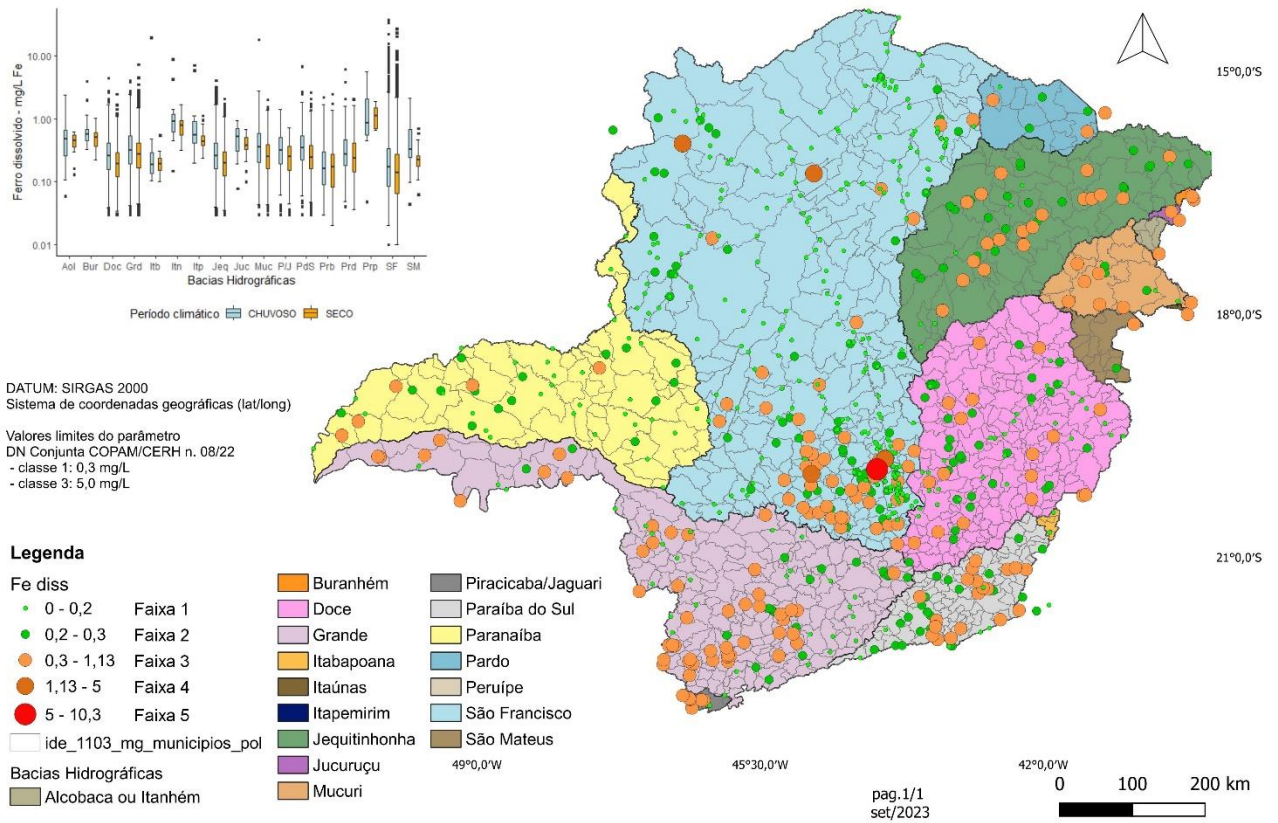 10.00
1.00
0.10
0.01
Ferro dissolvido - mg/L Fe
Aol Bur Doc Grd Itb Itn Itp Jeq Juc Muc P/J PdS Prb Prd Prp SF SM
Bacias Hidrográficas
Período climático CHUVOSO SECO
15°0,0'S
18°0,0'S
21°0,0'S
DATUM: SIRGAS 2000
Sistema de coordenadas geográficas (lat/long)
Valores limites do parâmetro
DN Conjunta COPAM/CERH n. 08/22
- classe 1: 0,3 mg/L
- classe 3: 5,0 mg/L
Legenda
Fe diss
0 - 0,2 Faixa 1
0,2 - 0,3 Faixa 2
0,3 - 1,13 Faixa 3
1,13 - 5 Faixa 4
5 - 10,3 Faixa 5
ide_1103_mg_municipios_pol
Bacias Hidrográficas
Alcobaca ou Itanhém
Buranhém
Doce
Grande
Itabapoana
Itaúnas
Itapemirim
Jequitinhonha
Jucuruçu
Mucuri
Piracicaba/Jaguari
Paraíba do Sul
Paranaíba
Pardo
Peruípe
São Francisco
São Mateus
49°0,0'W
45°30,0'W
42°0,0'W
pag.1/1
set/2023
0 100 200 km